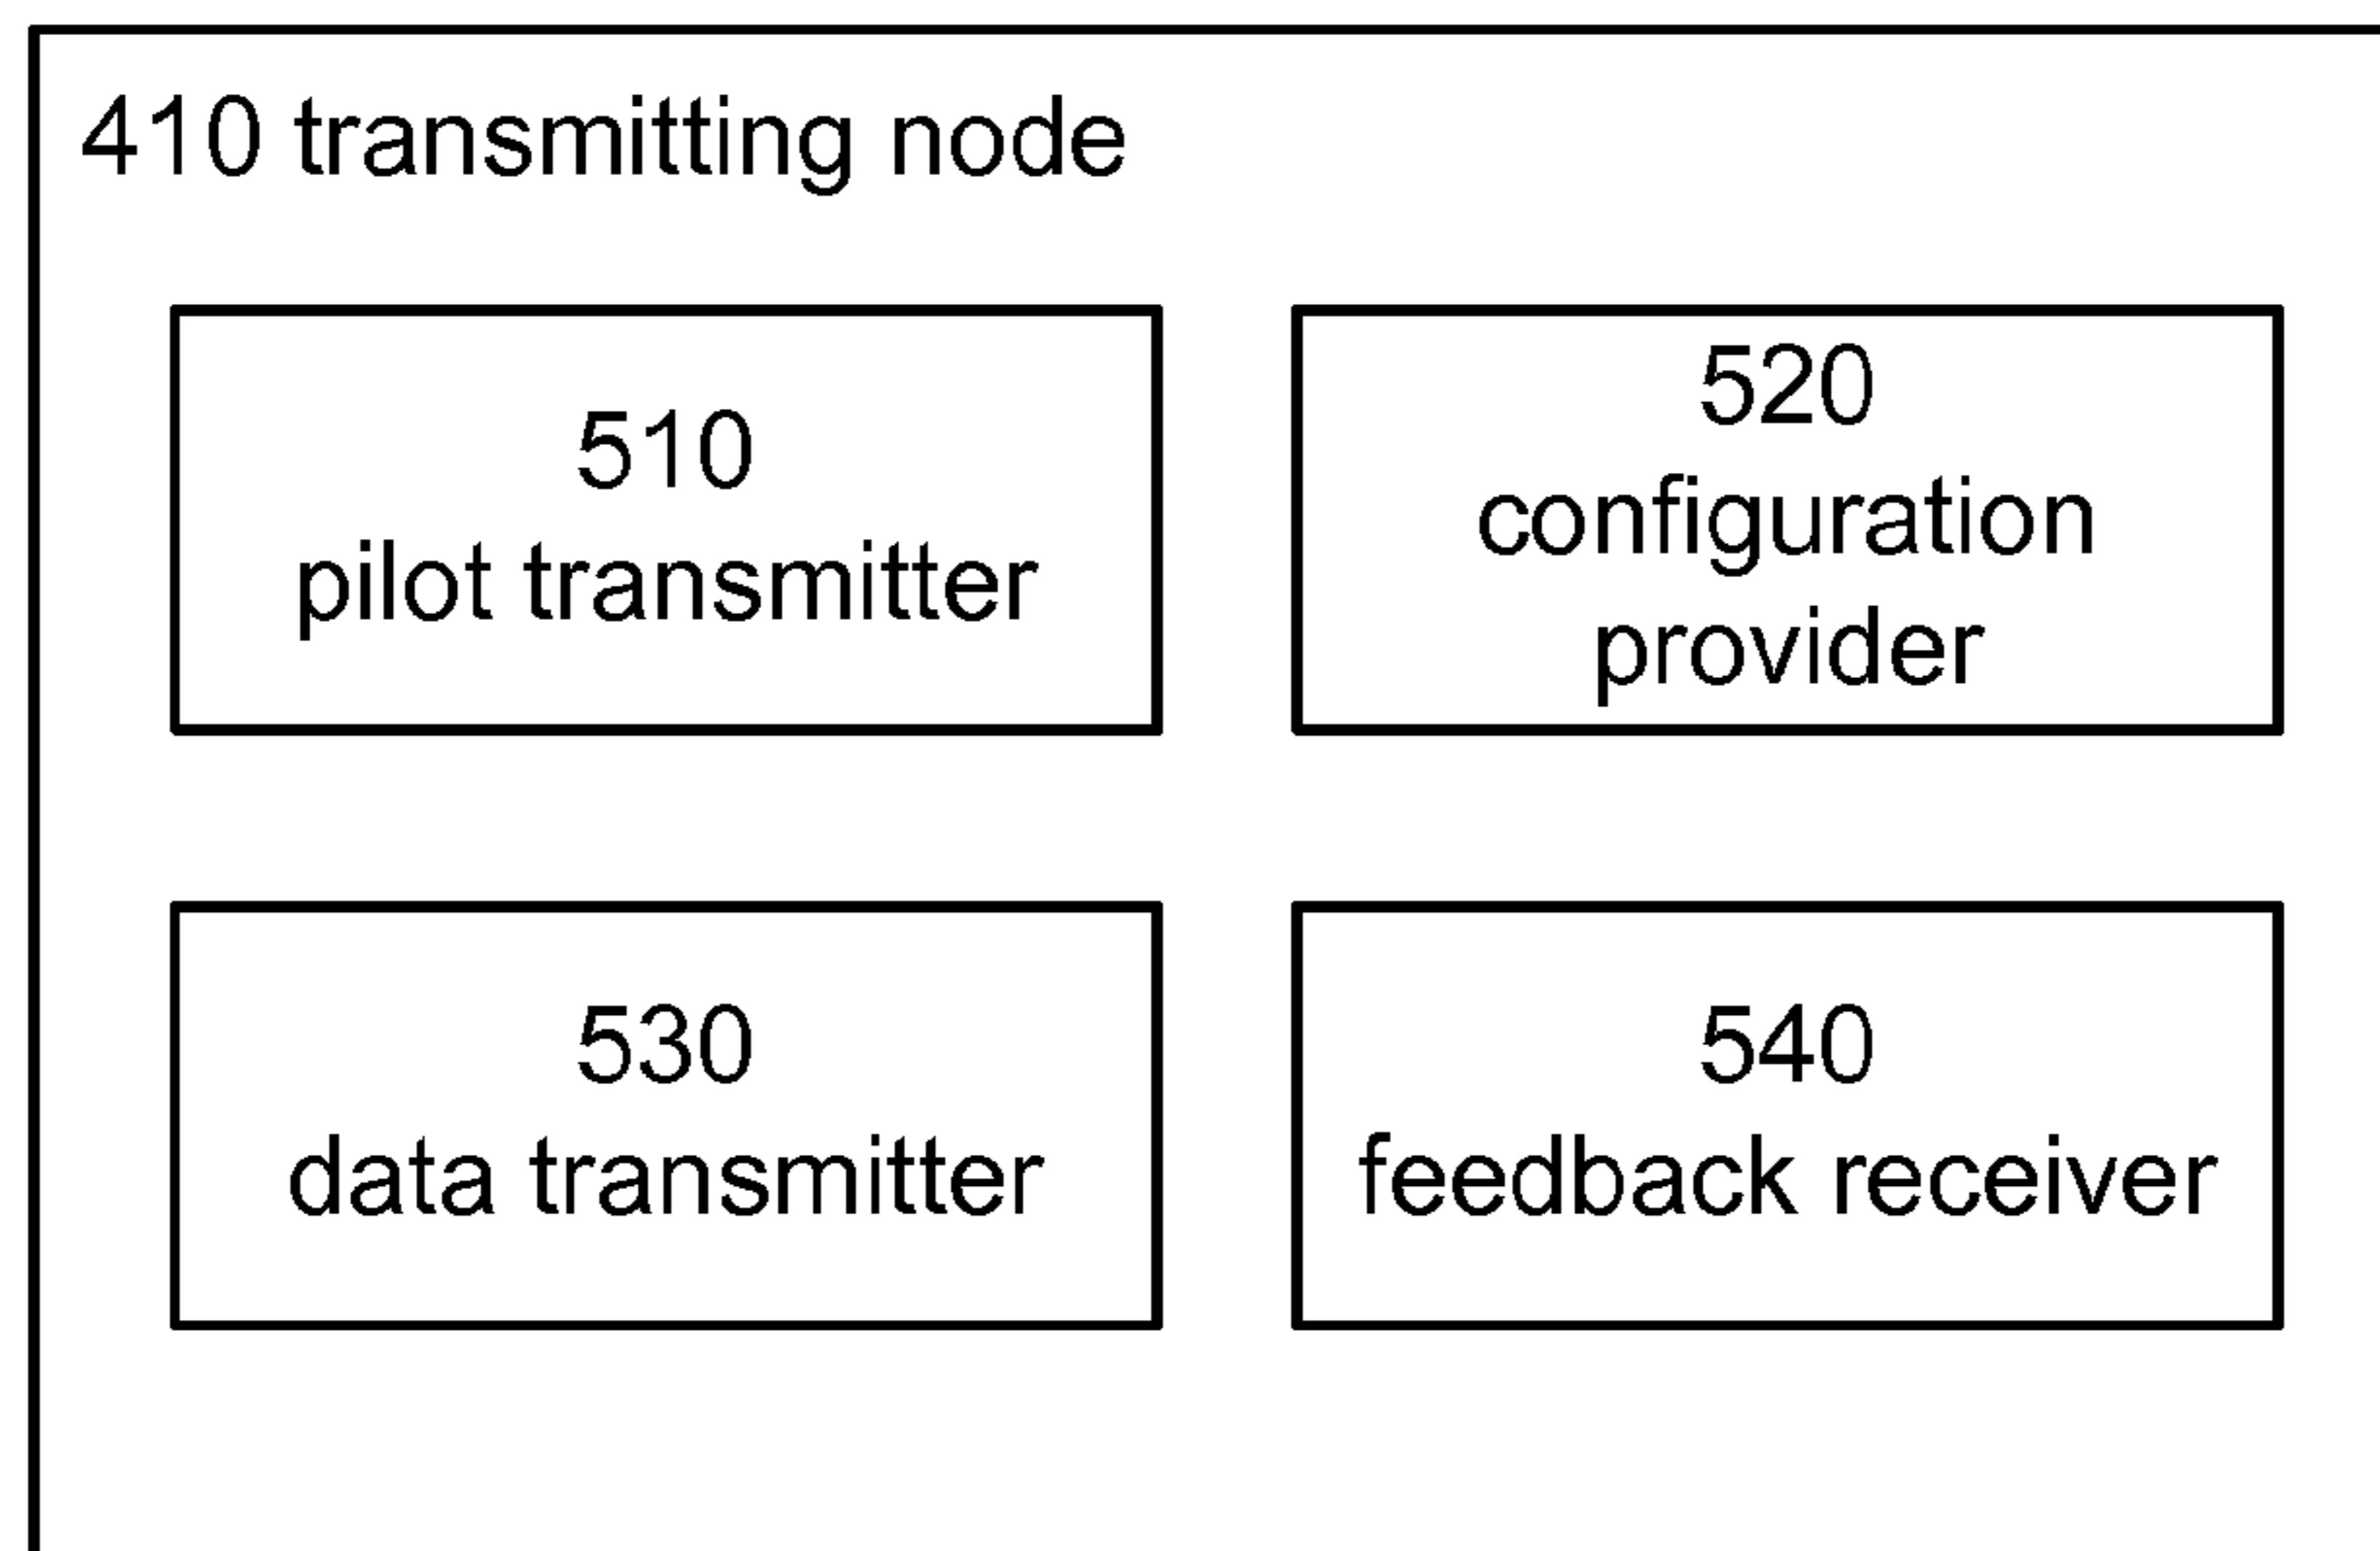 410 transmitting node
510
pilot transmitter
520
configuration
provider
530
data transmitter
540
feedback receiver